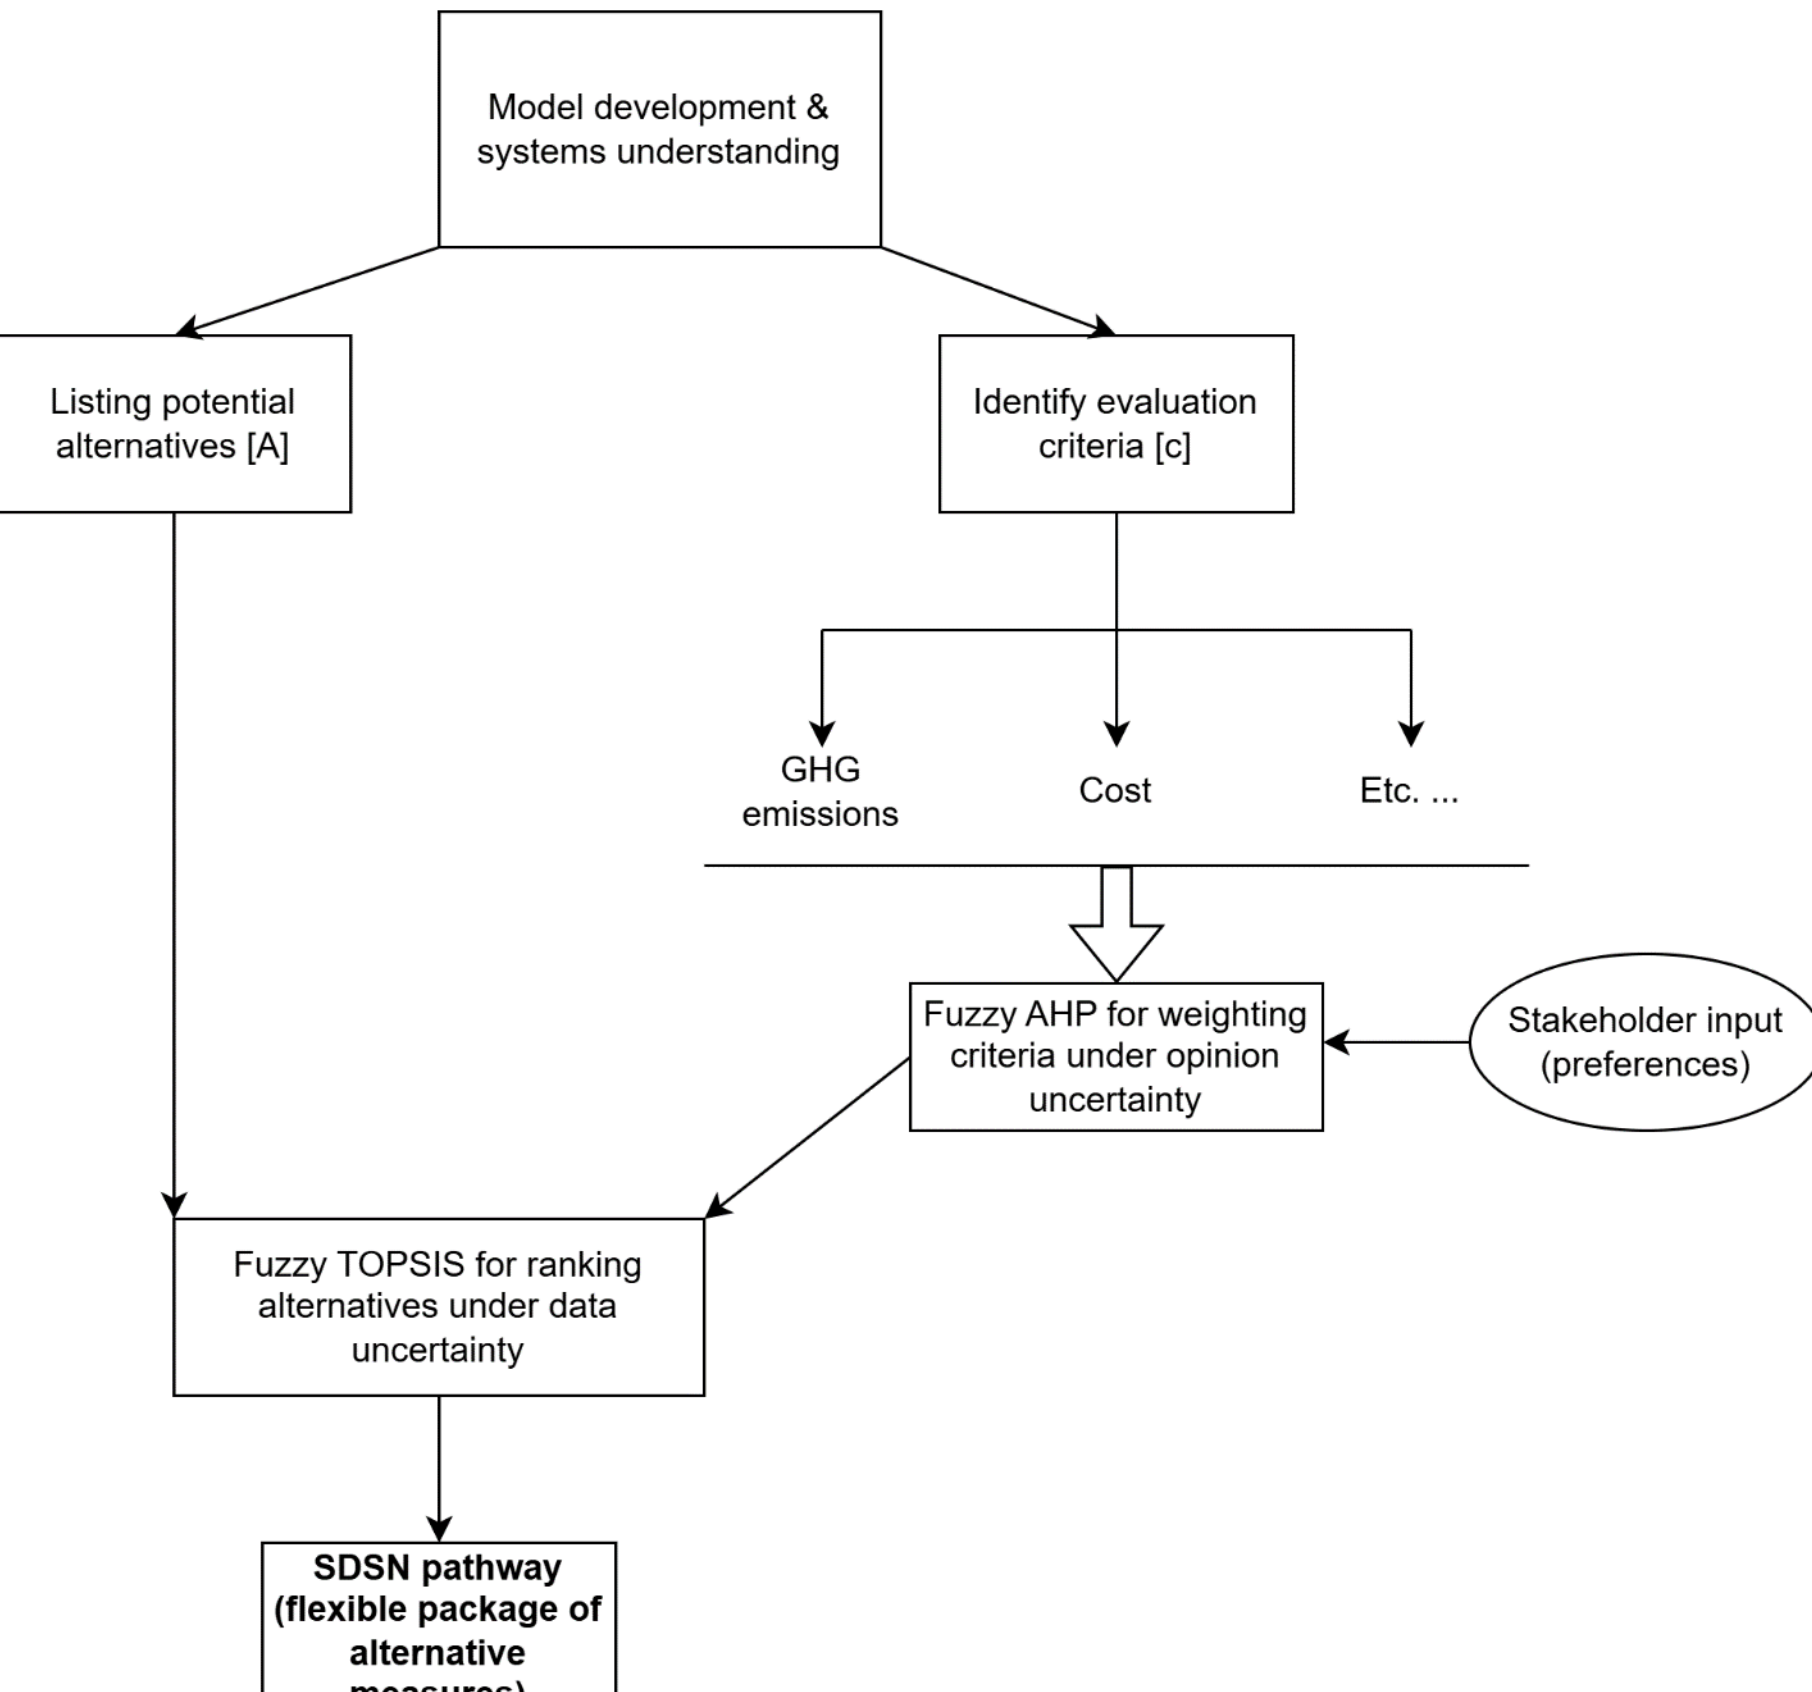 Model development &
systems understanding
Listing potential
alternatives [A]
Identify evaluation
criteria [c]
GHG
emissions
Cost
Etc. ...
Fuzzy AHP for weighting
criteria under opinion
uncertainty
Stakeholder input
(preferences)
Fuzzy TOPSIS for ranking
alternatives under data
uncertainty
SDSN pathway
(flexible package of
alternative
measures)